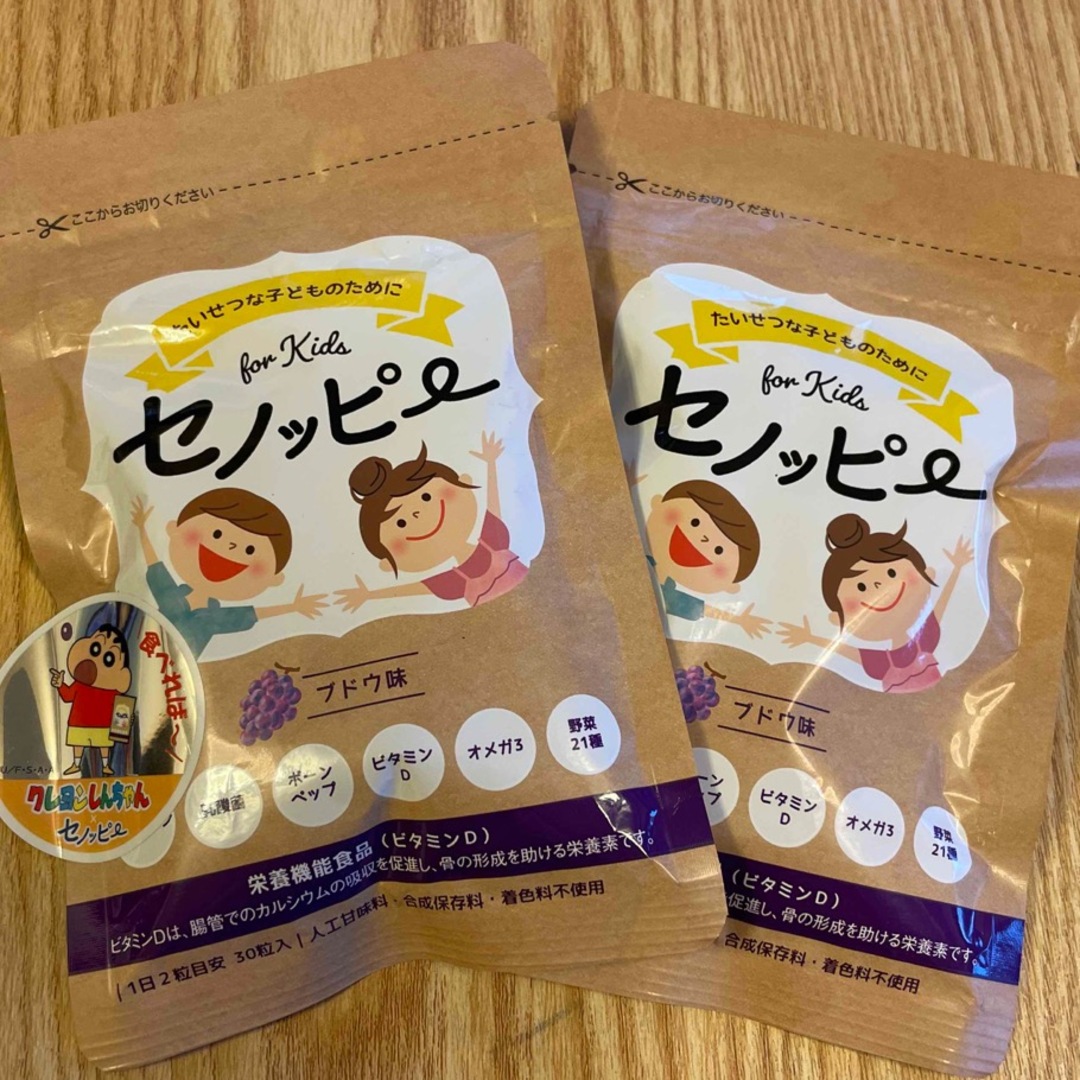 ここからお切りください
たいせつな子どものために
for Kids
セノッピー
ブドウ味
乳酸菌
ボーン
ペップ
ビタミン
D
オメガ3
野菜
21種
栄養機能食品(ビタミンD)
ビタミンDは、腸管でのカルシウムの吸収を促進し、骨の形成を助ける栄養素です。
1日2粒目安 30粒入|人工甘味料・合成保存料・着色料不使用
食べれば〜
クレヨンしんちゃん
×
セノッピー
ここからお切りください
たいせつな子どものために
for Kids
セノッピー
ブドウ味
ーン
ップ
ビタミン
D
オメガ3
野菜
21種
(ビタミンD)
促進し、骨の形成を助ける栄養素です。
合成保存料・着色料不使用